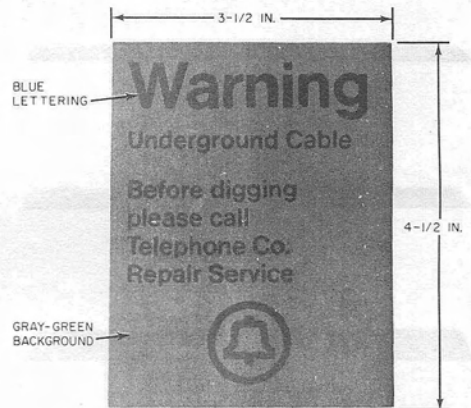 3-1/2 IN.
BLUE
LETTERING
Warning
Underground Cable
Before digging
please call
Telephone Co.
Repair Service
4-1/2 IN.
GRAY-GREEN
BACKGROUND